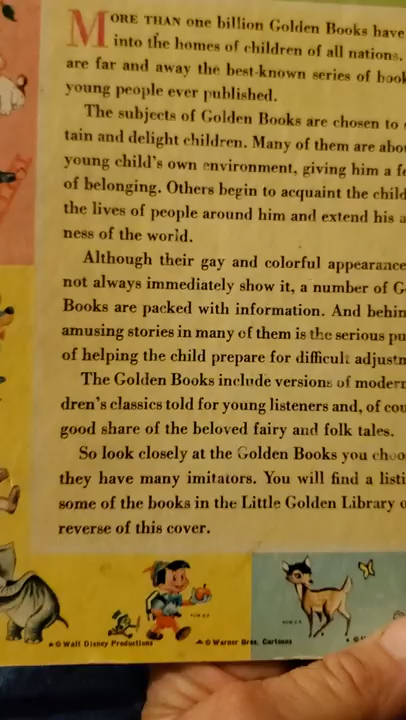 MORE THAN one billion Golden Books have
into the homes of children of all nations.
are far and away the best-known series of book
young people ever published.
The subjects of Golden Books are chosen to
tain and delight children. Many of them are abou
young child's own environment, giving him a fe
of belonging. Others begin to acquaint the child
the lives of people around him and extend his a
ness of the world.
Although their gay and colorful appearance
not always immediately show it, a number of G
Books are packed with information. And behin
amusing stories in many of them is the serious pu
of helping the child prepare for difficult adjustm
The Golden Books include versions of modern
dren's classics told for young listeners and, of cou
good share of the beloved fairy and folk tales.
So look closely at the Golden Books you choo
they have many imitators. You will find a listi
some of the books in the Little Golden Library o
reverse of this cover.
★ © Walt Disney Productions
▲ © Warner Bros. Cartoons